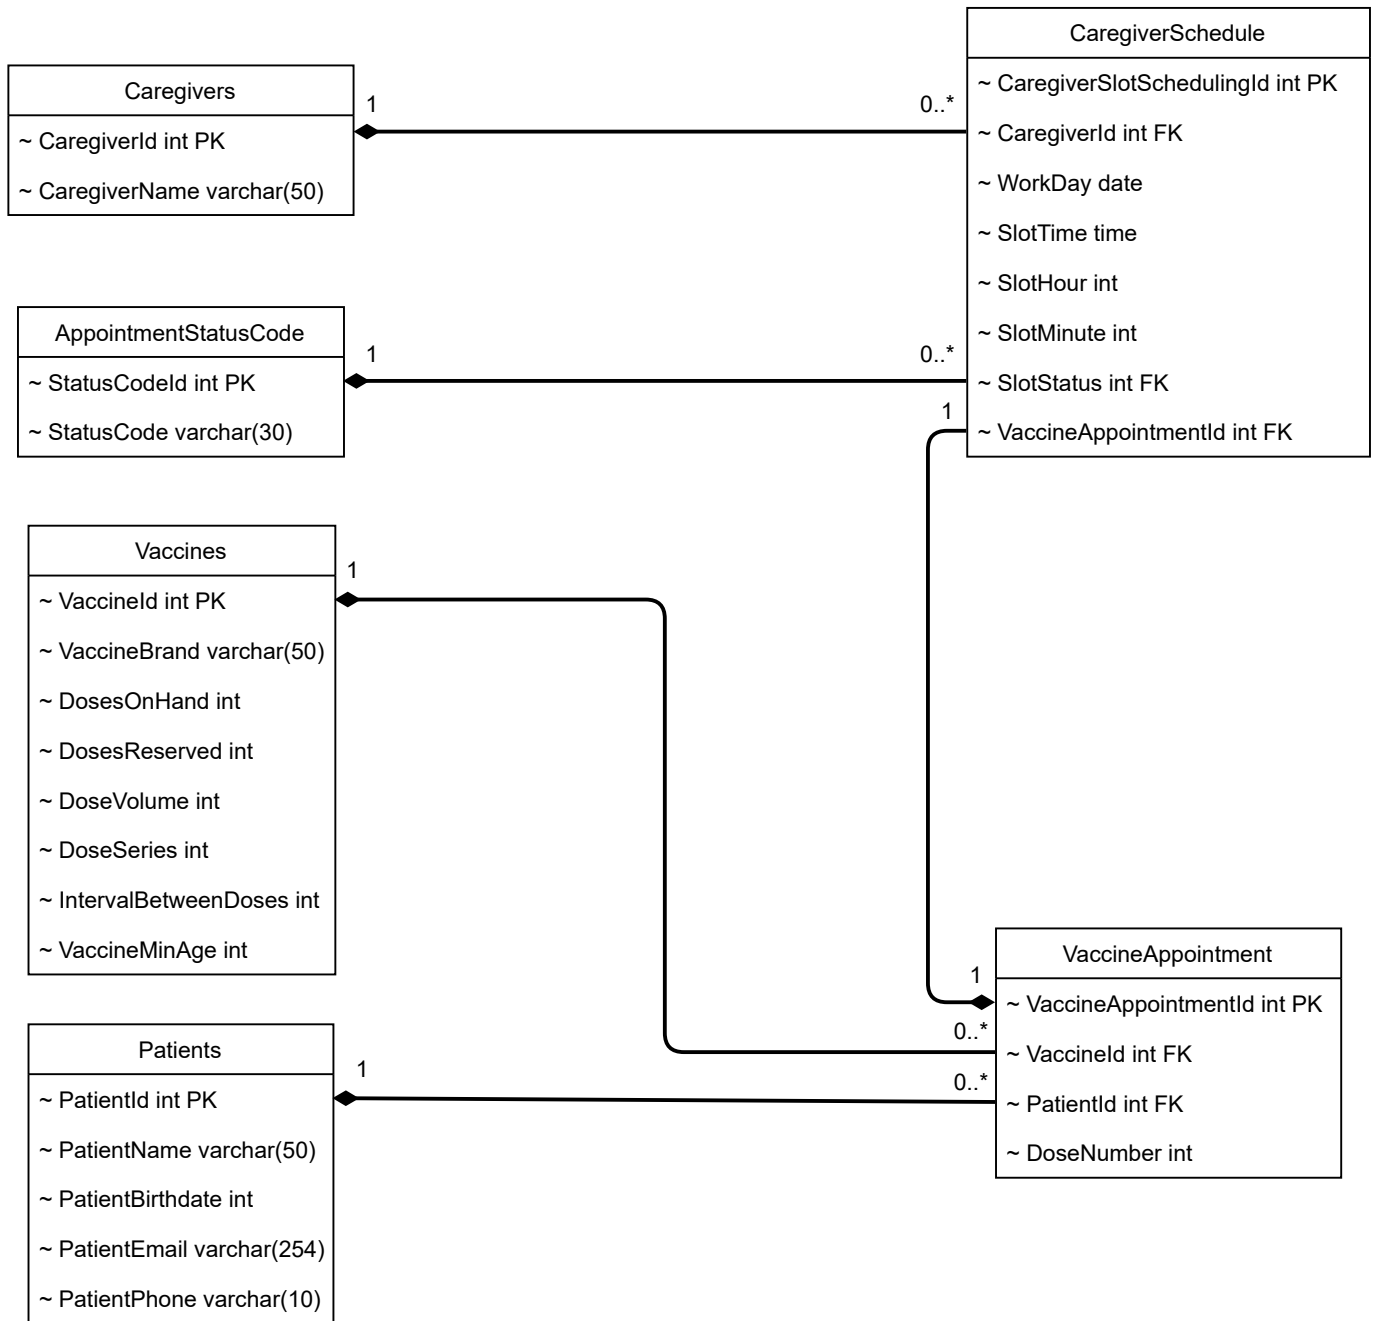 Caregivers
~ CaregiverId int PK
~ CaregiverName varchar(50)
1
0..*
CaregiverSchedule
~ CaregiverSlotSchedulingId int PK
~ CaregiverId int FK
~ WorkDay date
~ SlotTime time
~ SlotHour int
~ SlotMinute int
~ SlotStatus int FK
~ VaccineAppointmentId int FK
AppointmentStatusCode
~ StatusCodeId int PK
~ StatusCode varchar(30)
1
0..*
1
Vaccines
~ VaccineId int PK
~ VaccineBrand varchar(50)
~ DosesOnHand int
~ DosesReserved int
~ DoseVolume int
~ DoseSeries int
~ IntervalBetweenDoses int
~ VaccineMinAge int
1
1
0..*
0..*
VaccineAppointment
~ VaccineAppointmentId int PK
~ VaccineId int FK
~ PatientId int FK
~ DoseNumber int
Patients
~ PatientId int PK
~ PatientName varchar(50)
~ PatientBirthdate int
~ PatientEmail varchar(254)
~ PatientPhone varchar(10)
1